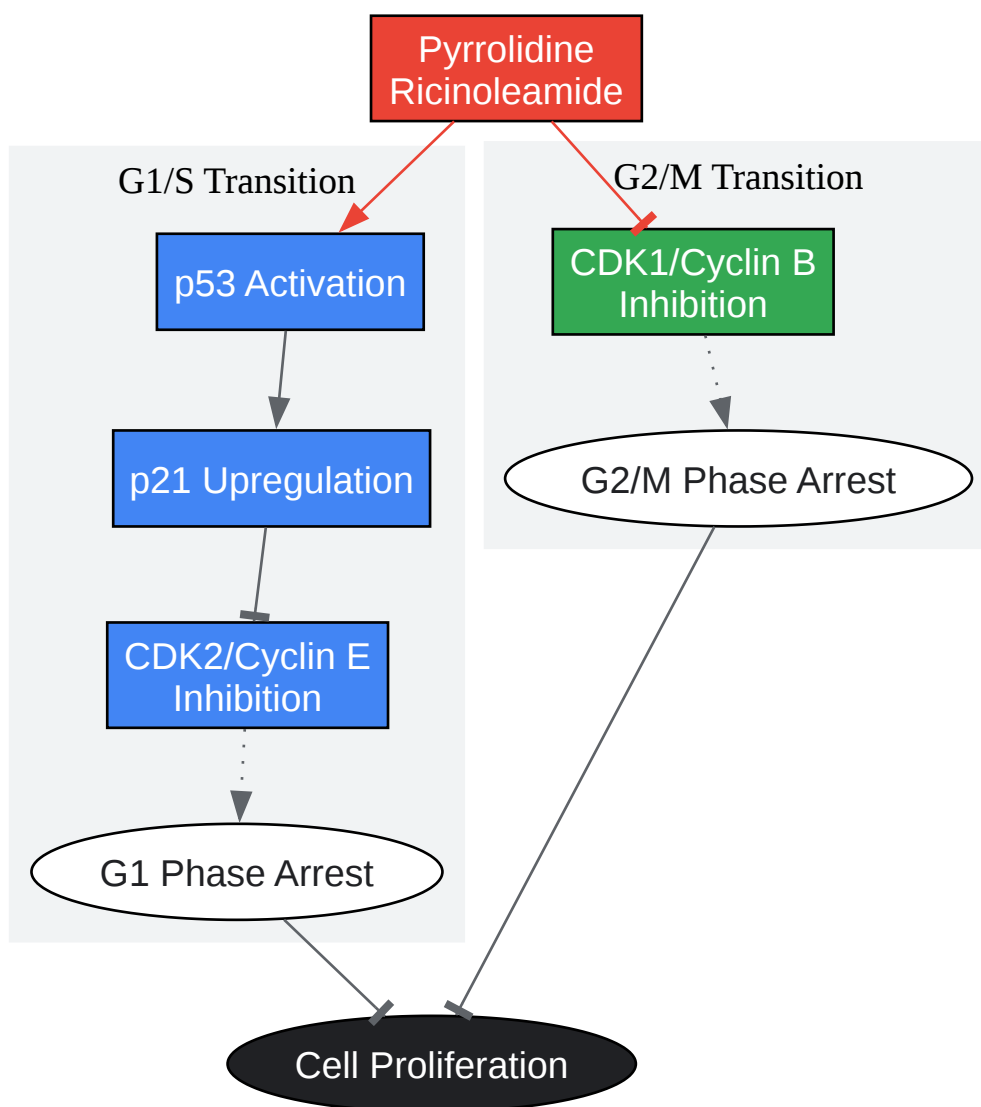 Pyrrolidine
Ricinoleamide
G1/S Transition
p53 Activation
p21 Upregulation
CDK2/Cyclin E
Inhibition
G1 Phase Arrest
G2/M Transition
CDK1/Cyclin B
Inhibition
G2/M Phase Arrest
Cell Proliferation